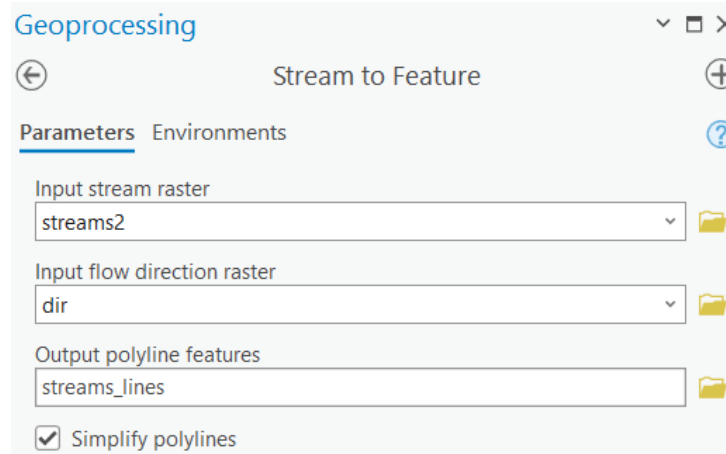 Geoprocessing
Stream to Feature
Parameters Environments
?
Input stream raster
streams2
Input flow direction raster
dir
Output polyline features
streams_lines
Simplify polylines